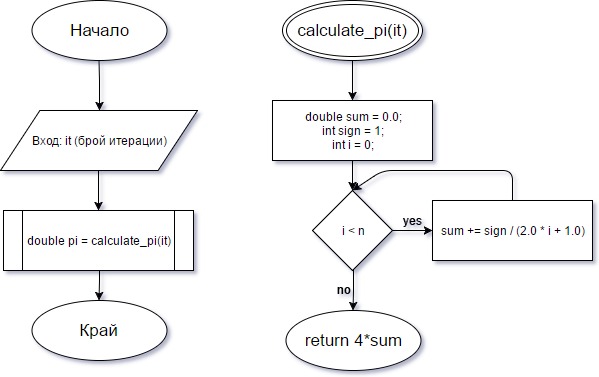 Начало
Вход: it (брой итерации)
double pi = calculate_pi(it)
Край
calculate_pi(it)
double sum = 0.0;
int sign = 1;
int i = 0;
i < n
yes
sum += sign / (2.0 * i + 1.0)
no
return 4*sum